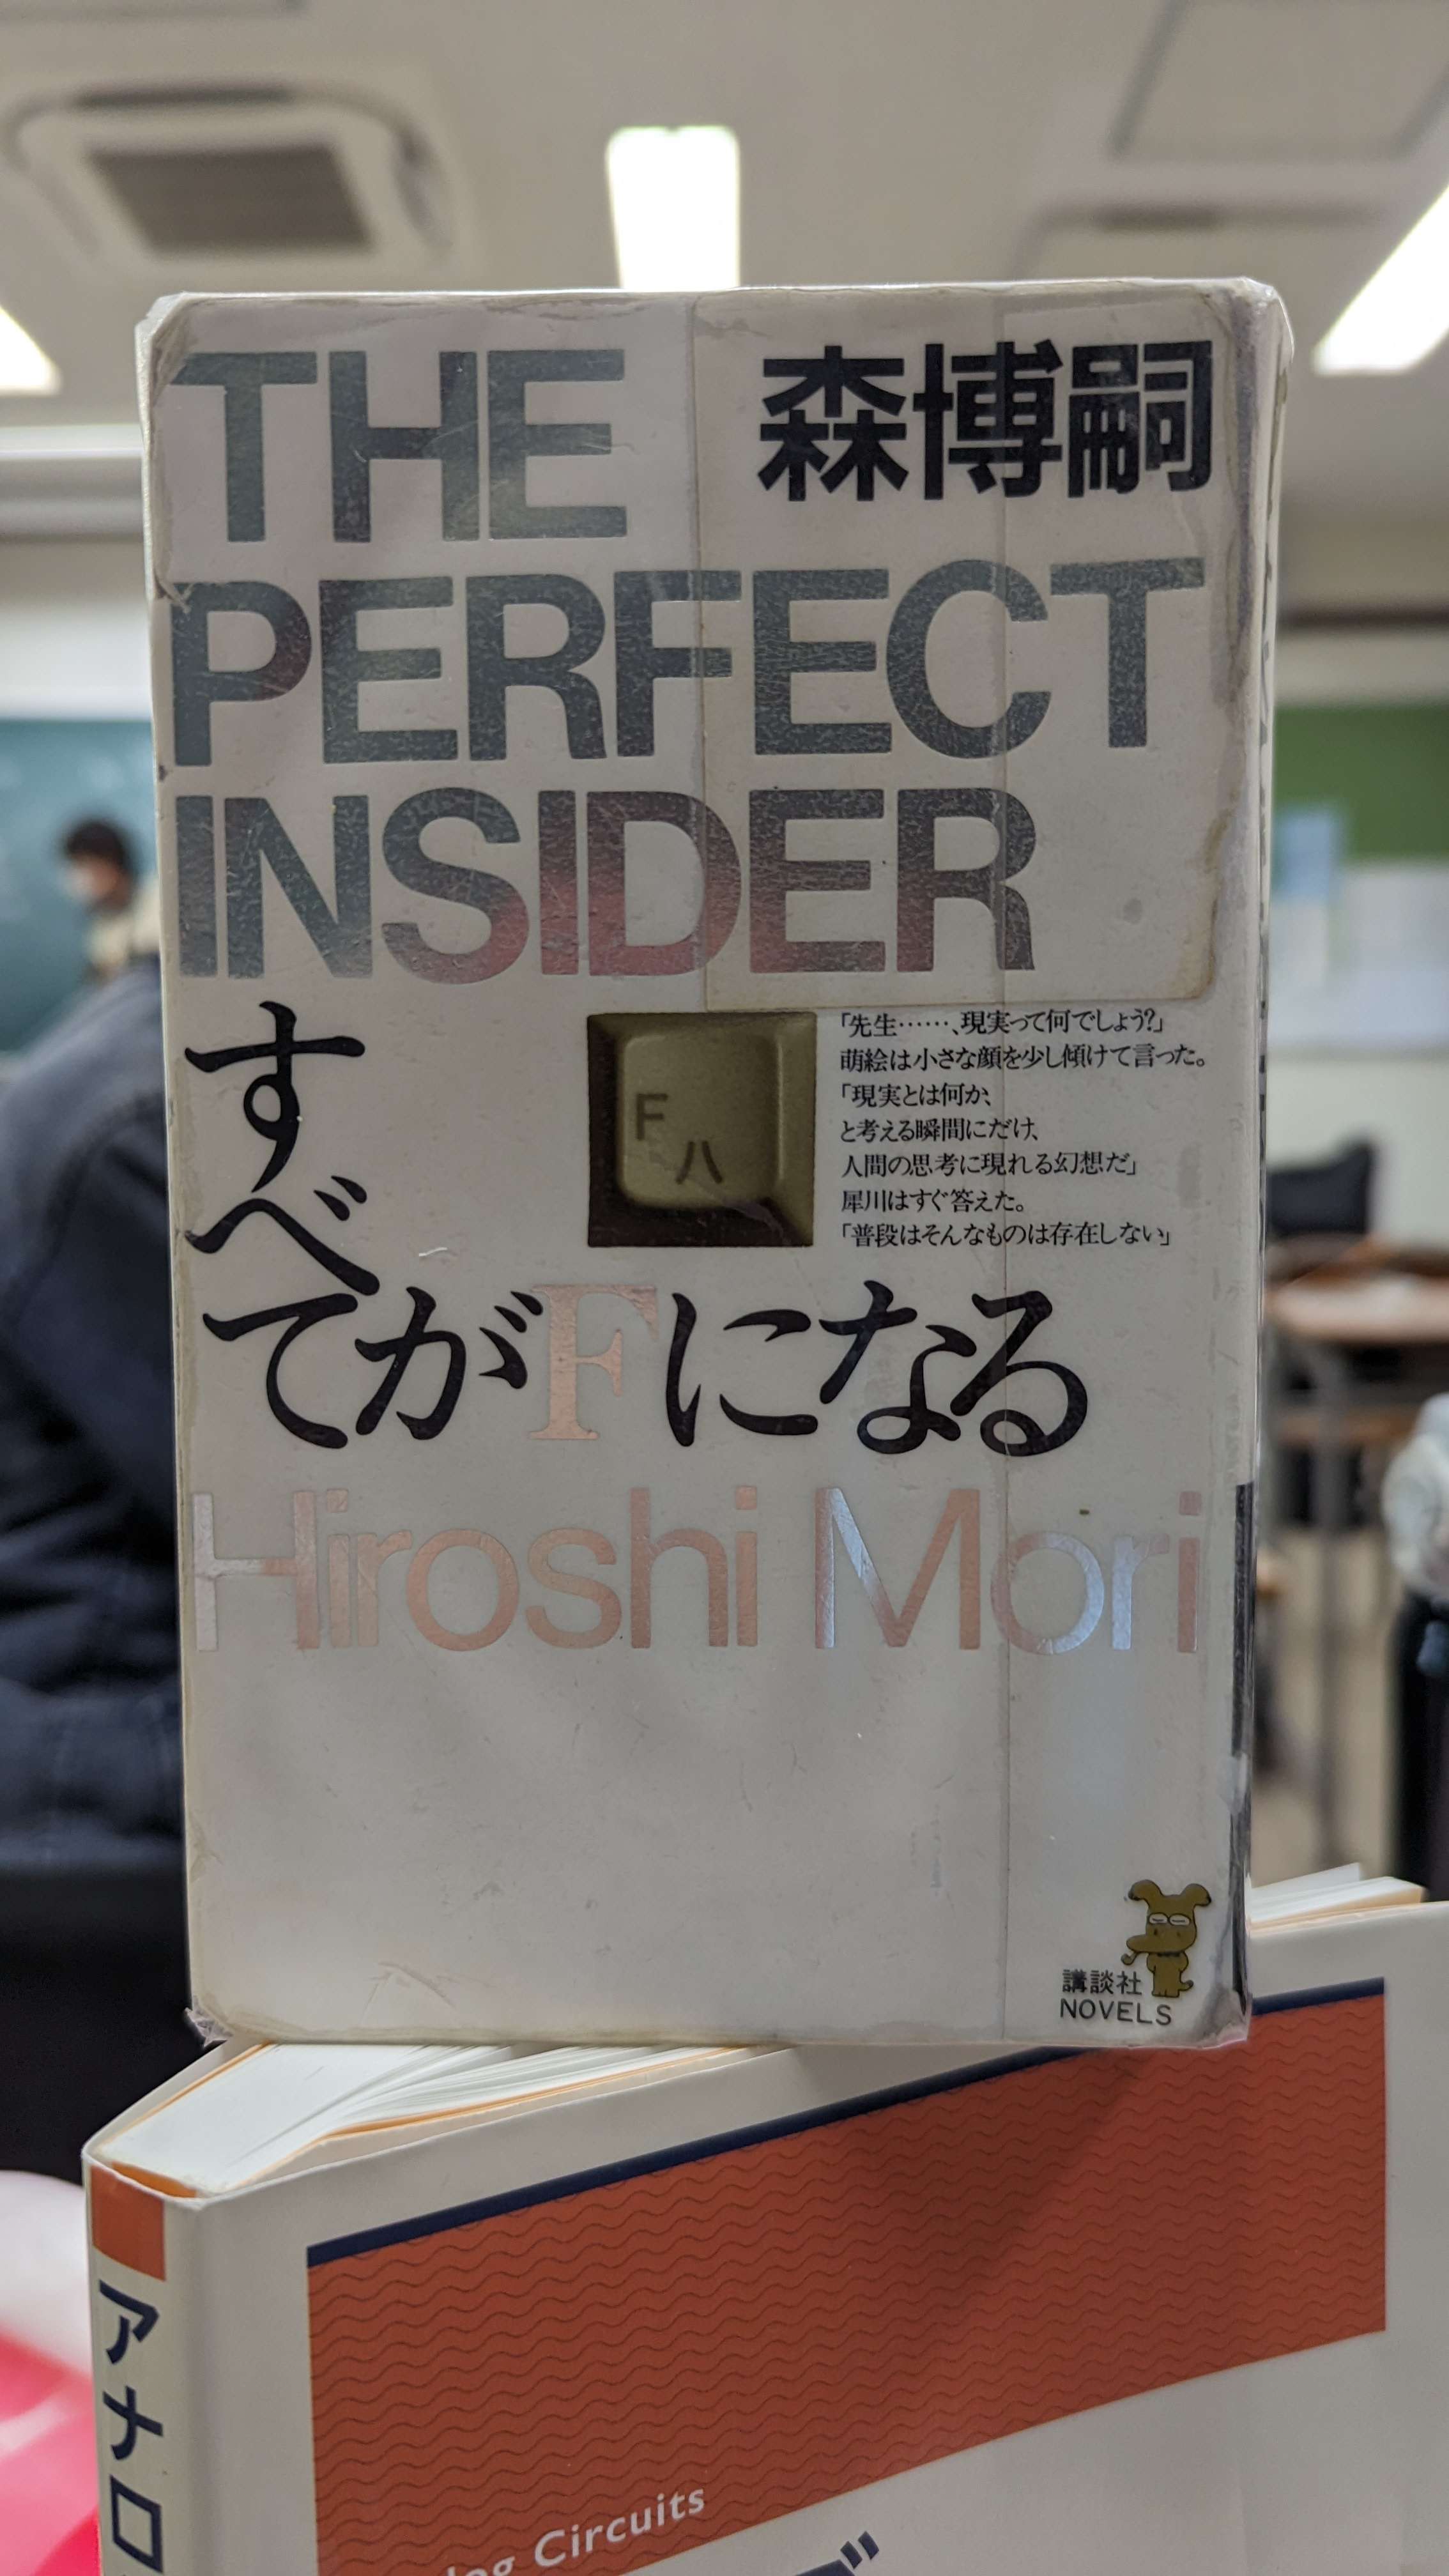 THE
森博嗣
PERFECT
INSIDER
F
ハ
「先生……、現実って何でしょう?」
萌絵は小さな顔を少し傾けて言った。
「現実とは何か、
と考える瞬間にだけ、
人間の思考に現れる幻想だ」
犀川はすぐ答えた。
「普段はそんなものは存在しない」
すべてがFになる
Hiroshi Mori
講談社
NOVELS
アナロ
Circuits